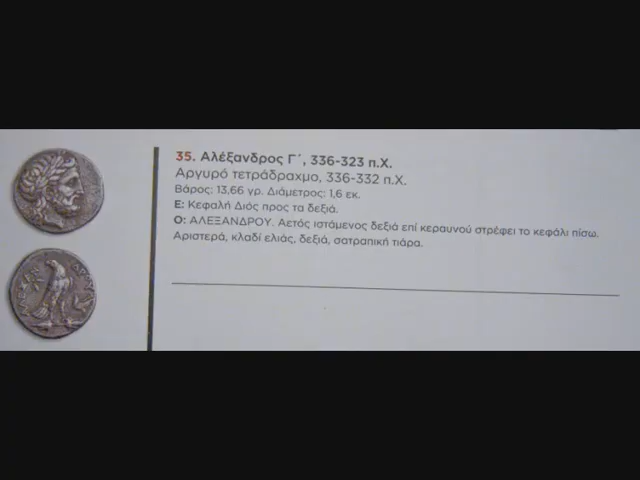 35. Αλέξανδρος Γ΄, 336-323 π.Χ.
Αργυρό τετράδραχμο, 336-332 π.Χ.
Βάρος: 13,66 γρ. Διάμετρος: 1,6 εκ.
Ε: Κεφαλή Διός προς τα δεξιά.
Ο: ΑΛΕΞΑΝΔΡΟΥ. Αετός ιστάμενος δεξιά επί κεραυνού στρέφει το κεφάλι πίσω.
Αριστερά, κλαδί ελιάς, δεξιά, σατραπική τιάρα.